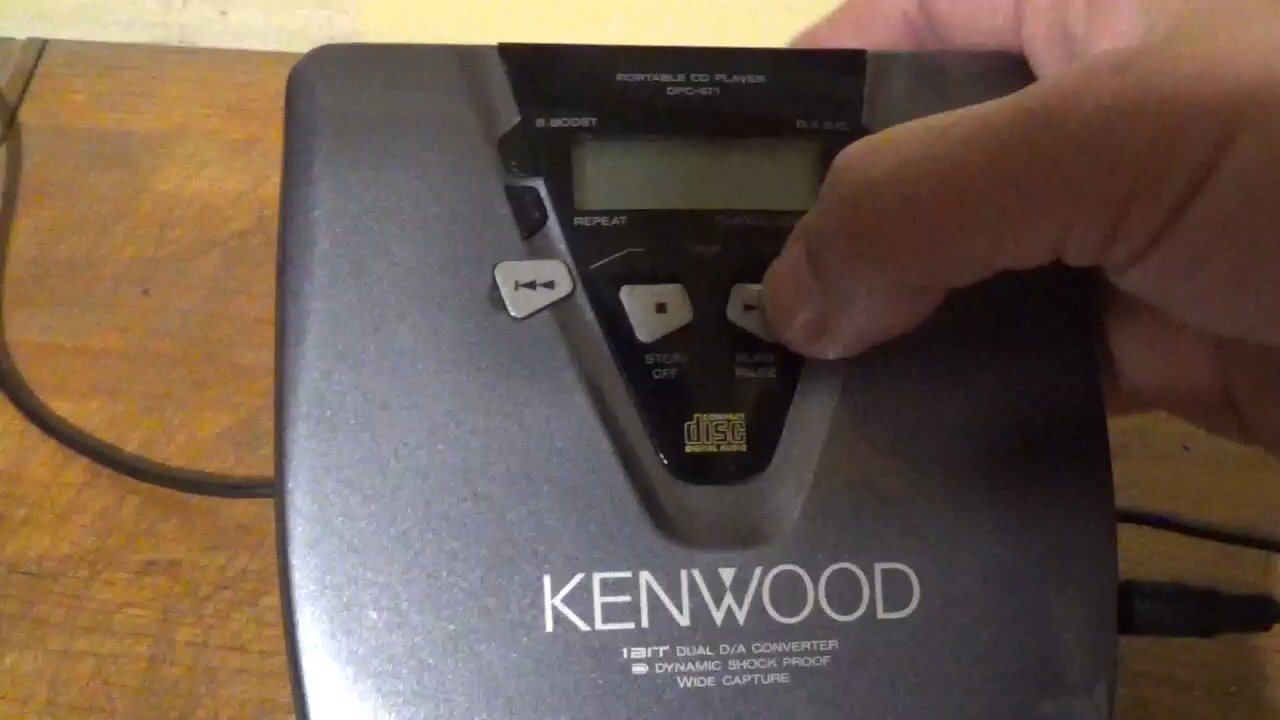 PORTABLE CD PLAYER
DPC-671
B.BOOST
REPEAT
STOP/
OFF
PLAY/
PAUSE
COMPACT
disc
DIGITAL AUDIO
KENWOOD
1BIT DUAL D/A CONVERTER
DYNAMIC SHOCK PROOF
WIDE CAPTURE